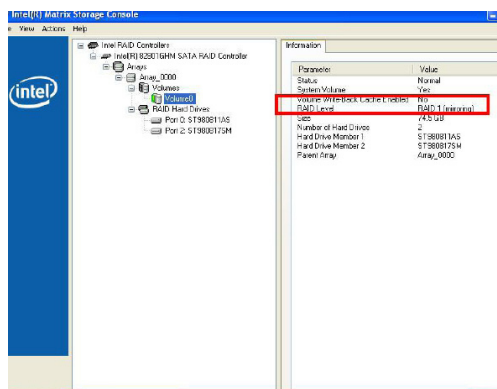 Intel(R) Matrix Storage Console
View Actions Help
Intel RAID Controllers
Intel(R) 82801GHM SATA RAID Controller
Arrays
Array_0000
Volumes
Volume0
RAID Hard Drives
Port 0: ST980811AS
Port 2: ST980817SM
intel
Information
Parameter Value
Status Normal
System Volume Yes
Volume Write-Back Cache Enabled No
RAID Level RAID 1 (mirroring)
Size 74.5 GB
Number of Hard Drives 2
Hard Drive Member 1 ST980811AS
Hard Drive Member 2 ST980817SM
Parent Array Array_0000